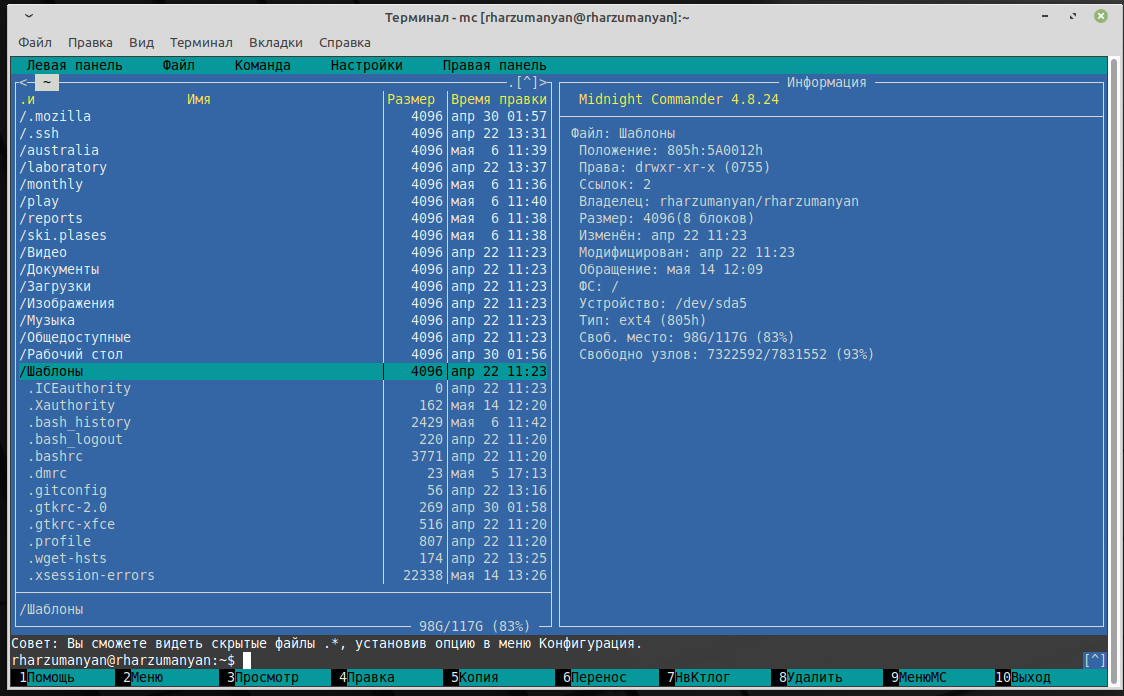 Терминал - mc [rharzumanyan@rharzumanyan]:~
Файл Правка Вид Терминал Вкладки Справка
Левая панель Файл Команда Настройки Правая панель
<─ ~ .[^]>
.и Имя Размер Время правки
/.mozilla 4096 апр 30 01:57
/.ssh 4096 апр 22 13:31
/australia 4096 мая 6 11:39
/laboratory 4096 апр 22 13:37
/monthly 4096 мая 6 11:36
/play 4096 мая 6 11:40
/reports 4096 мая 6 11:38
/ski.plases 4096 мая 6 11:38
/Видео 4096 апр 22 11:23
/Документы 4096 апр 22 11:23
/Загрузки 4096 апр 22 11:23
/Изображения 4096 апр 22 11:23
/Музыка 4096 апр 22 11:23
/Общедоступные 4096 апр 22 11:23
/Рабочий стол 4096 апр 30 01:56
/Шаблоны 4096 апр 22 11:23
.ICEauthority 0 апр 22 11:23
.Xauthority 162 мая 14 12:20
.bash_history 2429 мая 6 11:42
.bash_logout 220 апр 22 11:20
.bashrc 3771 апр 22 11:20
.dmrc 23 мая 5 17:13
.gitconfig 56 апр 22 13:16
.gtkrc-2.0 269 апр 30 01:58
.gtkrc-xfce 516 апр 22 11:20
.profile 807 апр 22 11:20
.wget-hsts 174 апр 22 13:25
.xsession-errors 22338 мая 14 13:26
/Шаблоны
98G/117G (83%)
Информация
Midnight Commander 4.8.24
Файл: Шаблоны
Положение: 805h:5A0012h
Права: drwxr-xr-x (0755)
Ссылок: 2
Владелец: rharzumanyan/rharzumanyan
Размер: 4096(8 блоков)
Изменён: апр 22 11:23
Модифицирован: апр 22 11:23
Обращение: мая 14 12:09
ФС: /
Устройство: /dev/sda5
Тип: ext4 (805h)
Своб. место: 98G/117G (83%)
Свободно узлов: 7322592/7831552 (93%)
Совет: Вы сможете видеть скрытые файлы .*, установив опцию в меню Конфигурация.
rharzumanyan@rharzumanyan:~$ [^]
1Помощь 2Меню 3Просмотр 4Правка 5Копия 6Перенос 7НвКтлог 8Удалить 9МенюМС 10Выход